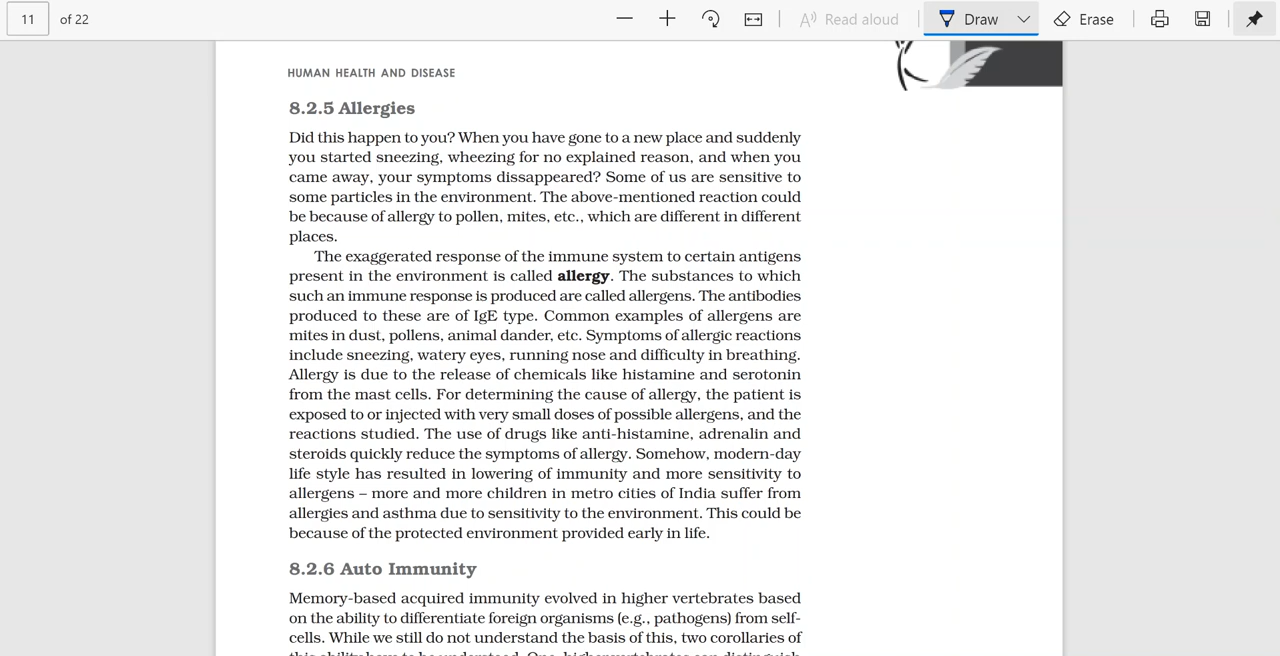 11 of 22 Read aloud Draw Erase
HUMAN HEALTH AND DISEASE
8.2.5 Allergies
Did this happen to you? When you have gone to a new place and suddenly
you started sneezing, wheezing for no explained reason, and when you
came away, your symptoms dissappeared? Some of us are sensitive to
some particles in the environment. The above-mentioned reaction could
be because of allergy to pollen, mites, etc., which are different in different
places.
The exaggerated response of the immune system to certain antigens
present in the environment is called allergy. The substances to which
such an immune response is produced are called allergens. The antibodies
produced to these are of IgE type. Common examples of allergens are
mites in dust, pollens, animal dander, etc. Symptoms of allergic reactions
include sneezing, watery eyes, running nose and difficulty in breathing.
Allergy is due to the release of chemicals like histamine and serotonin
from the mast cells. For determining the cause of allergy, the patient is
exposed to or injected with very small doses of possible allergens, and the
reactions studied. The use of drugs like anti-histamine, adrenalin and
steroids quickly reduce the symptoms of allergy. Somehow, modern-day
life style has resulted in lowering of immunity and more sensitivity to
allergens – more and more children in metro cities of India suffer from
allergies and asthma due to sensitivity to the environment. This could be
because of the protected environment provided early in life.
8.2.6 Auto Immunity
Memory-based acquired immunity evolved in higher vertebrates based
on the ability to differentiate foreign organisms (e.g., pathogens) from self-
cells. While we still do not understand the basis of this, two corollaries of
this ability have to be understood. One, higher vertebrates can distinguish